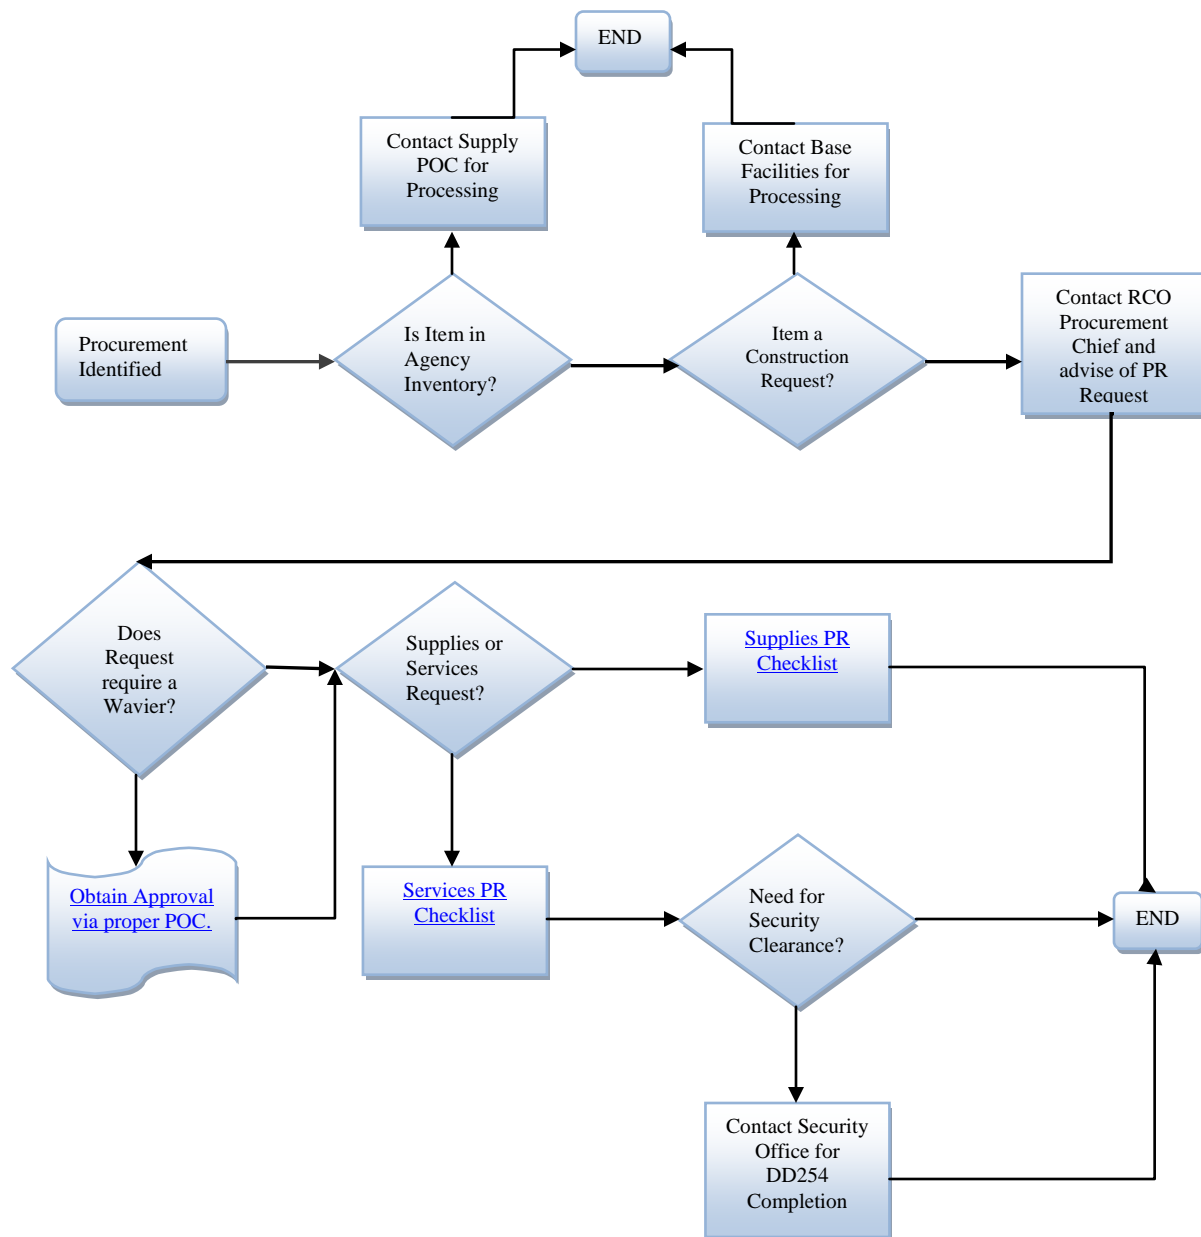 END
Contact Supply
POC for
Processing
Contact Base
Facilities for
Processing
Procurement
Identified
Is Item in
Agency
Inventory?
Item a
Construction
Request?
Contact RCO
Procurement
Chief and
advise of PR
Request
Does
Request
require a
Wavier?
Supplies or
Services
Request?
Supplies PR
Checklist
Obtain Approval
via proper POC.
Services PR
Checklist
Need for
Security
Clearance?
END
Contact Security
Office for
DD254
Completion